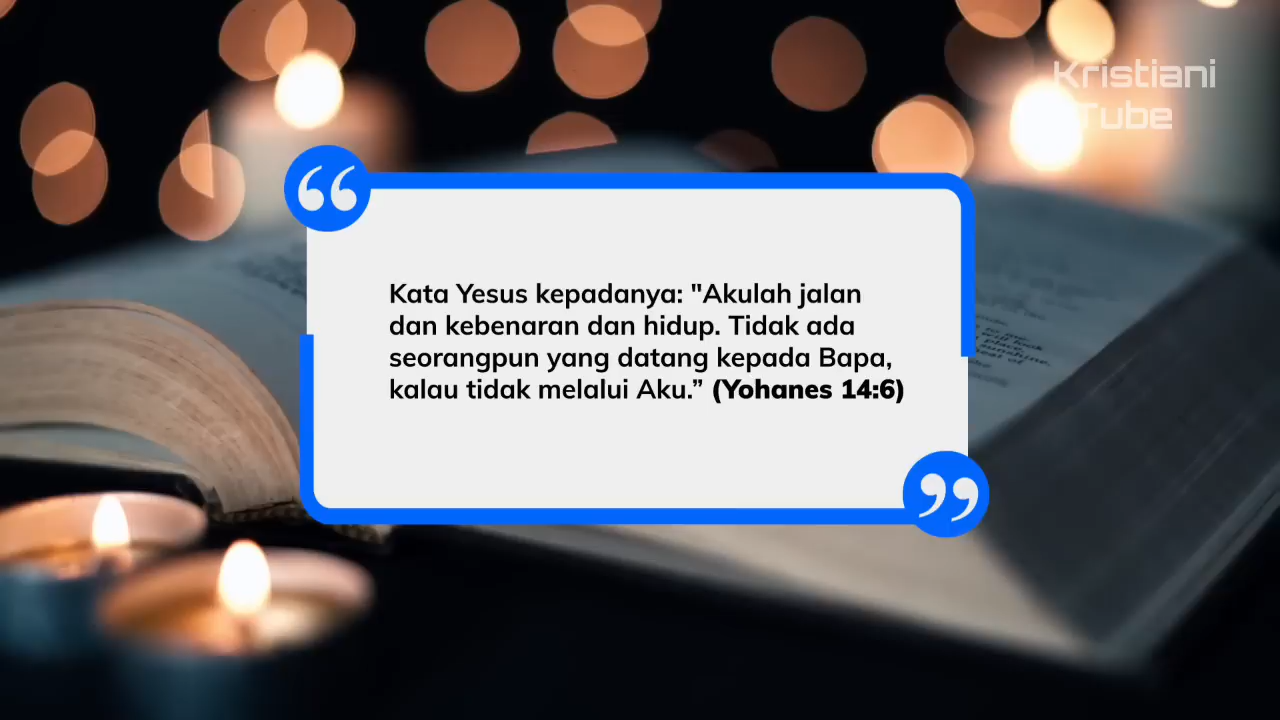 Kristiani
Tube
Kata Yesus kepadanya: "Akulah jalan
dan kebenaran dan hidup. Tidak ada
seorangpun yang datang kepada Bapa,
kalau tidak melalui Aku.” (Yohanes 14:6)